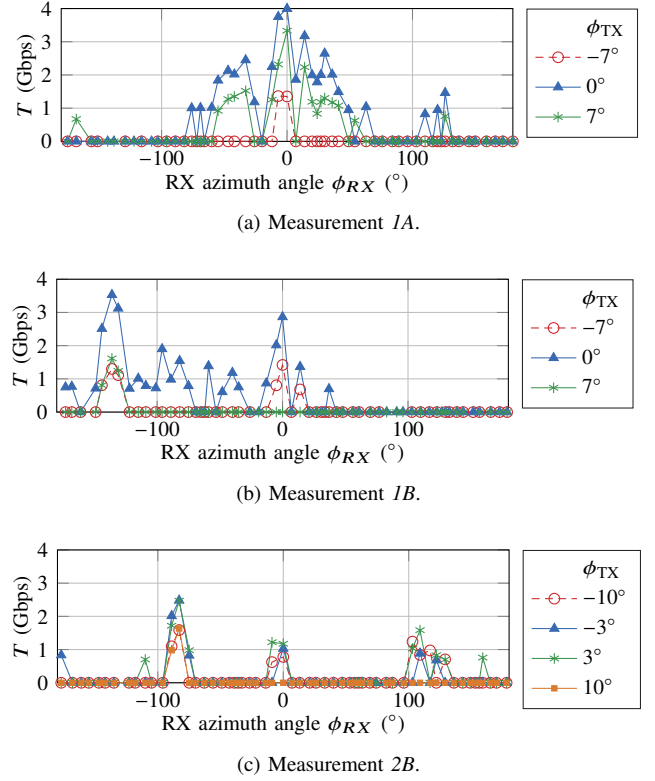 4
3
2
1
0
T (Gbps)
−100 0 100
RX azimuth angle ϕRX (°)
ϕTX
−7°
0°
7°
(a) Measurement 1A.
4
3
2
1
0
T (Gbps)
−100 0 100
RX azimuth angle ϕRX (°)
ϕTX
−7°
0°
7°
(b) Measurement 1B.
4
3
2
1
0
T (Gbps)
−100 0 100
RX azimuth angle ϕRX (°)
ϕTX
−10°
−3°
3°
10°
(c) Measurement 2B.